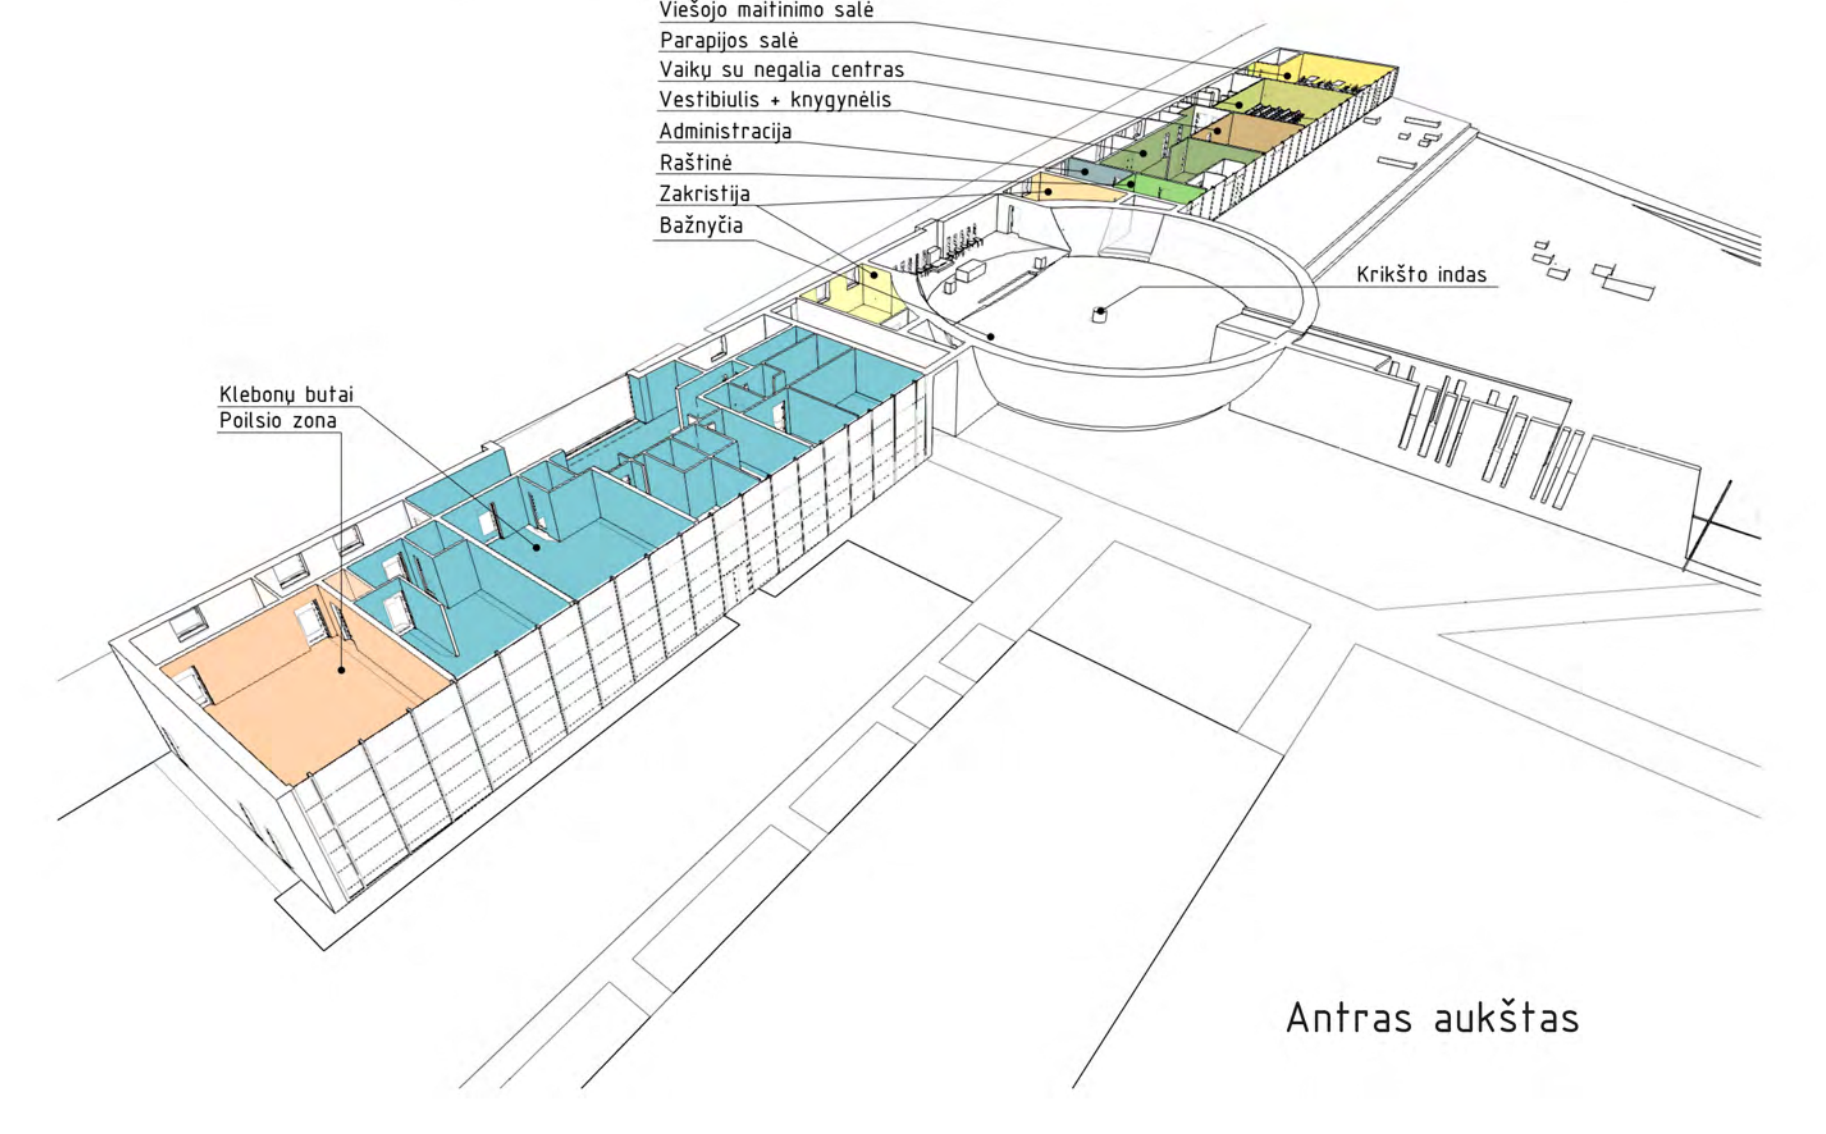 Viešojo maitinimo salė
Parapijos salė
Vaikų su negalia centras
Vestibiulis + knygynėlis
Administracija
Raštinė
Zakristija
Bažnyčia
Krikšto indas
Klebonų butai
Poilsio zona
Antras aukštas